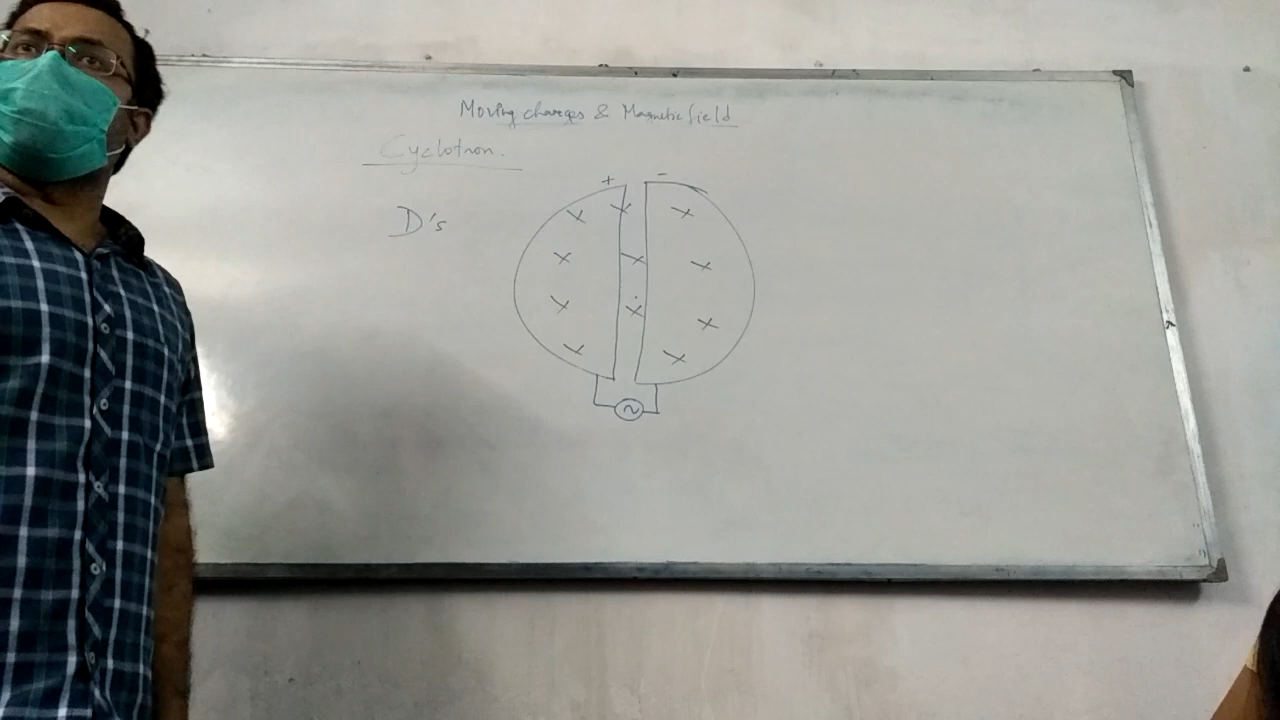 Moving charges & Magnetic field
Cyclotron.
D's
+ -
x x x
x x x
x x x
x x
~